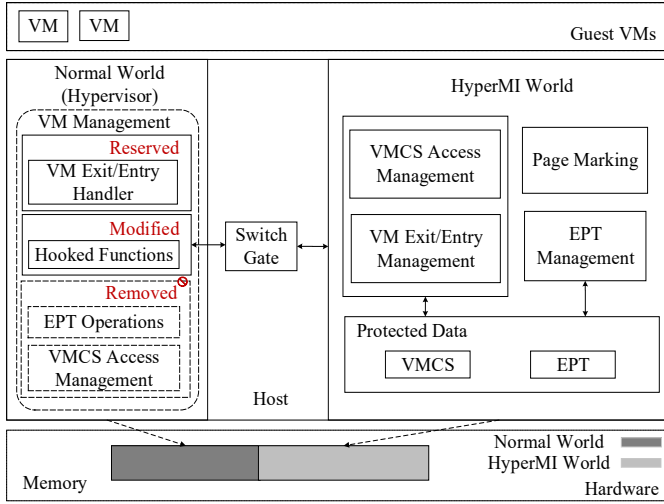 VM
VM
Guest VMs
Normal World
(Hypervisor)
VM Management
Reserved
VM Exit/Entry
Handler
Modified
Hooked Functions
Removed
EPT Operations
VMCS Access
Management
Switch
Gate
Host
HyperMI World
VMCS Access
Management
Page Marking
VM Exit/Entry
Management
EPT
Management
Protected Data
VMCS
EPT
Memory
Normal World
HyperMI World
Hardware